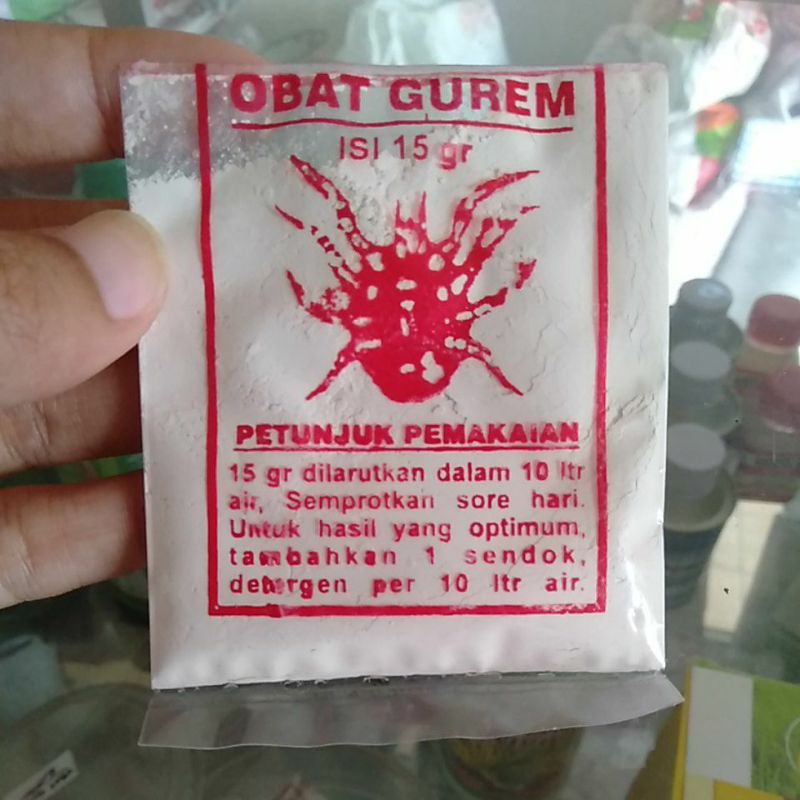 OBAT GUREM
ISI 15 gr
PETUNJUK PEMAKAIAN
15 gr dilarutkan dalam 10 ltr
air, Semprotkan sore hari.
Untuk hasil yang optimum,
tambahkan 1 sendok,
detergen per 10 ltr air.